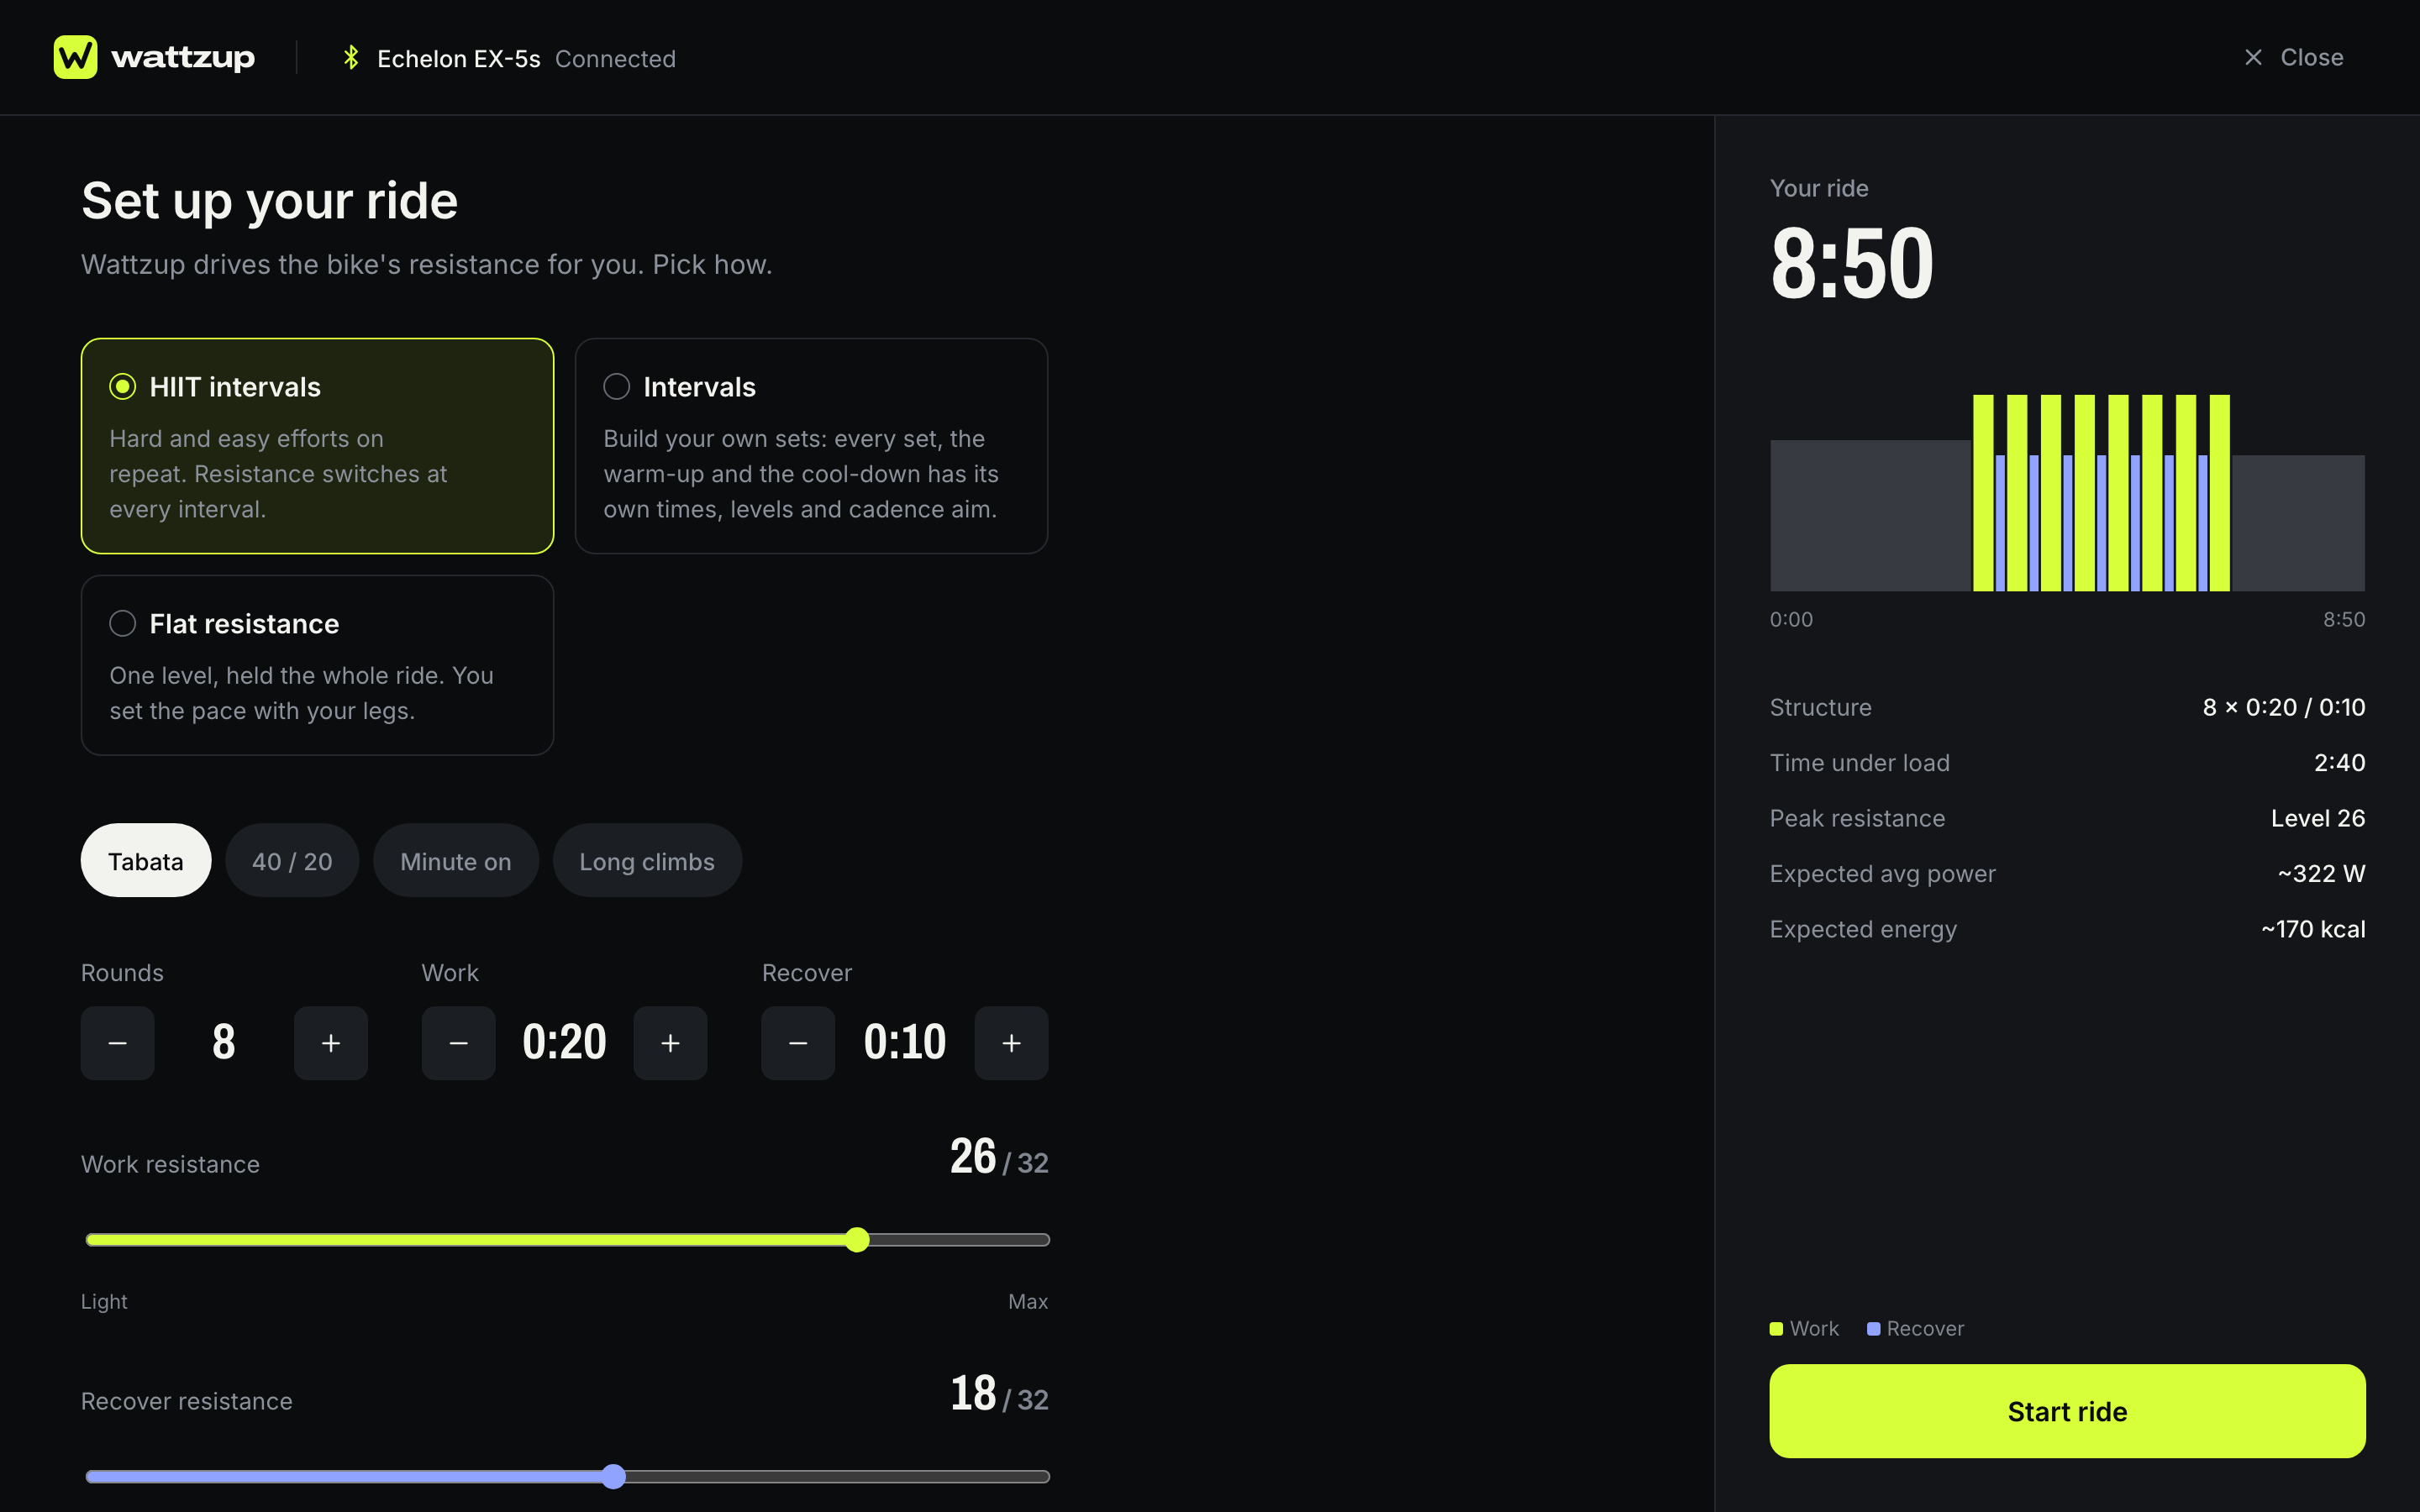 wattzup
Echelon EX-5s Connected
Close
Set up your ride
Wattzup drives the bike's resistance for you. Pick how.
HIIT intervals
Hard and easy efforts on
repeat. Resistance switches at
every interval.
Intervals
Build your own sets: every set, the
warm-up and the cool-down has its
own times, levels and cadence aim.
Flat resistance
One level, held the whole ride. You
set the pace with your legs.
Tabata
40 / 20
Minute on
Long climbs
Rounds
− 8 +
Work
− 0:20 +
Recover
− 0:10 +
Work resistance
26 / 32
Light
Max
Recover resistance
18 / 32
Your ride
8:50
0:00
8:50
Structure 8 × 0:20 / 0:10
Time under load 2:40
Peak resistance Level 26
Expected avg power ~322 W
Expected energy ~170 kcal
Work
Recover
Start ride